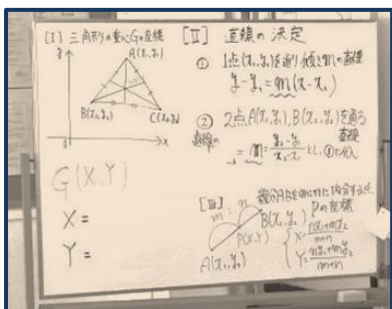 [I] 三角形の重心Gの座標
y
A(x₁,y₁)
B(x₂,y₂)
C(x₃,y₃)
x
G(X,Y)
X=
Y=
[II] 直線の決定
① 1点(x₁,y₁)を通り傾きmの直線
y-y₁=m(x-x₁)
② 2点A(x₁,y₁),B(x₂,y₂)を通る
直線
m=y₂-y₁/x₂-x₁とし,①に代入
[III]
線分ABをm:nに内分する点
Pの座標
m:n
B(x₂,y₂)
P(X,Y)
A(x₁,y₁)
X=nx₁+mx₂/m+n
Y=ny₁+my₂/m+n